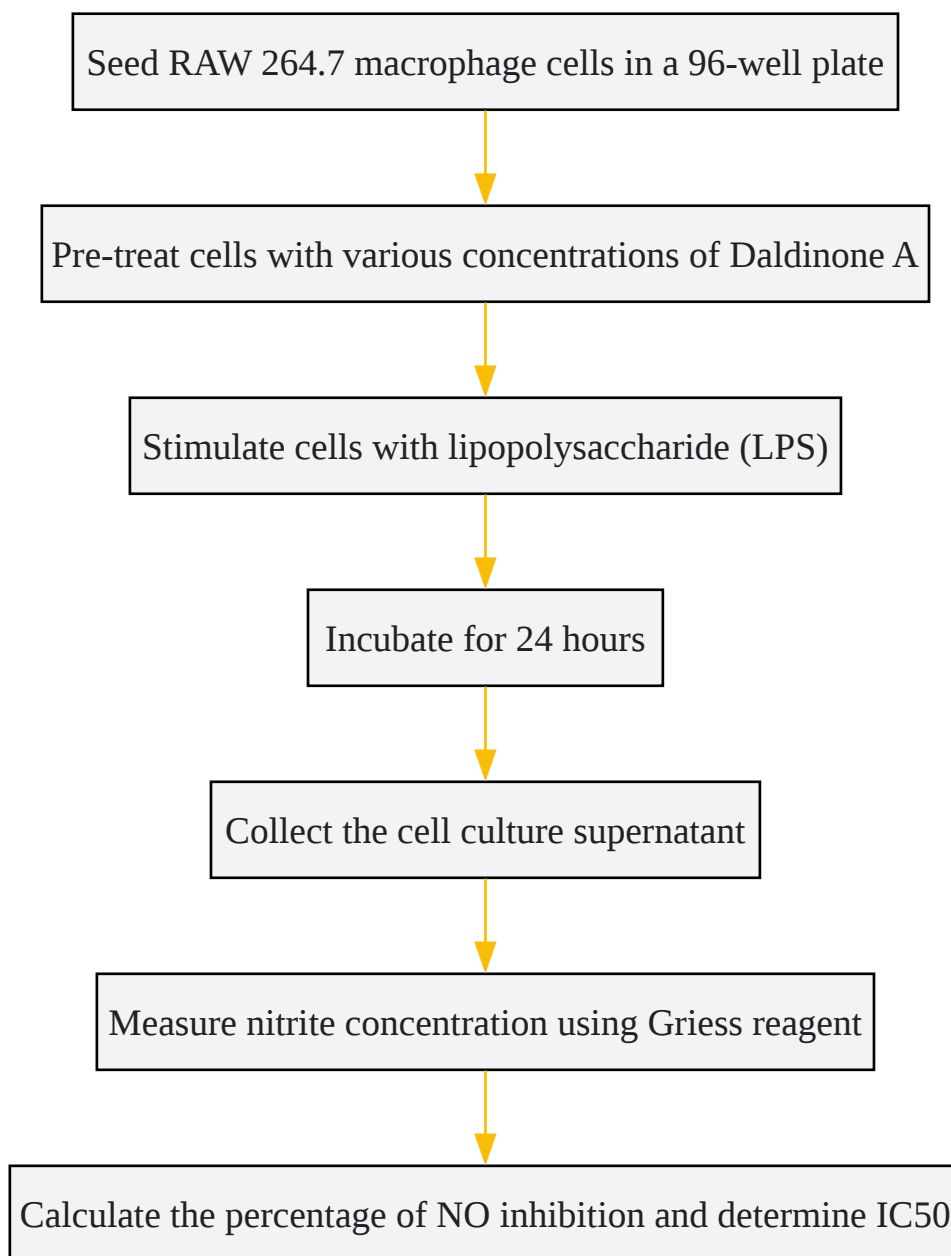 Seed RAW 264.7 macrophage cells in a 96-well plate
Pre-treat cells with various concentrations of Daldinone A
Stimulate cells with lipopolysaccharide (LPS)
Incubate for 24 hours
Collect the cell culture supernatant
Measure nitrite concentration using Griess reagent
Calculate the percentage of NO inhibition and determine IC50